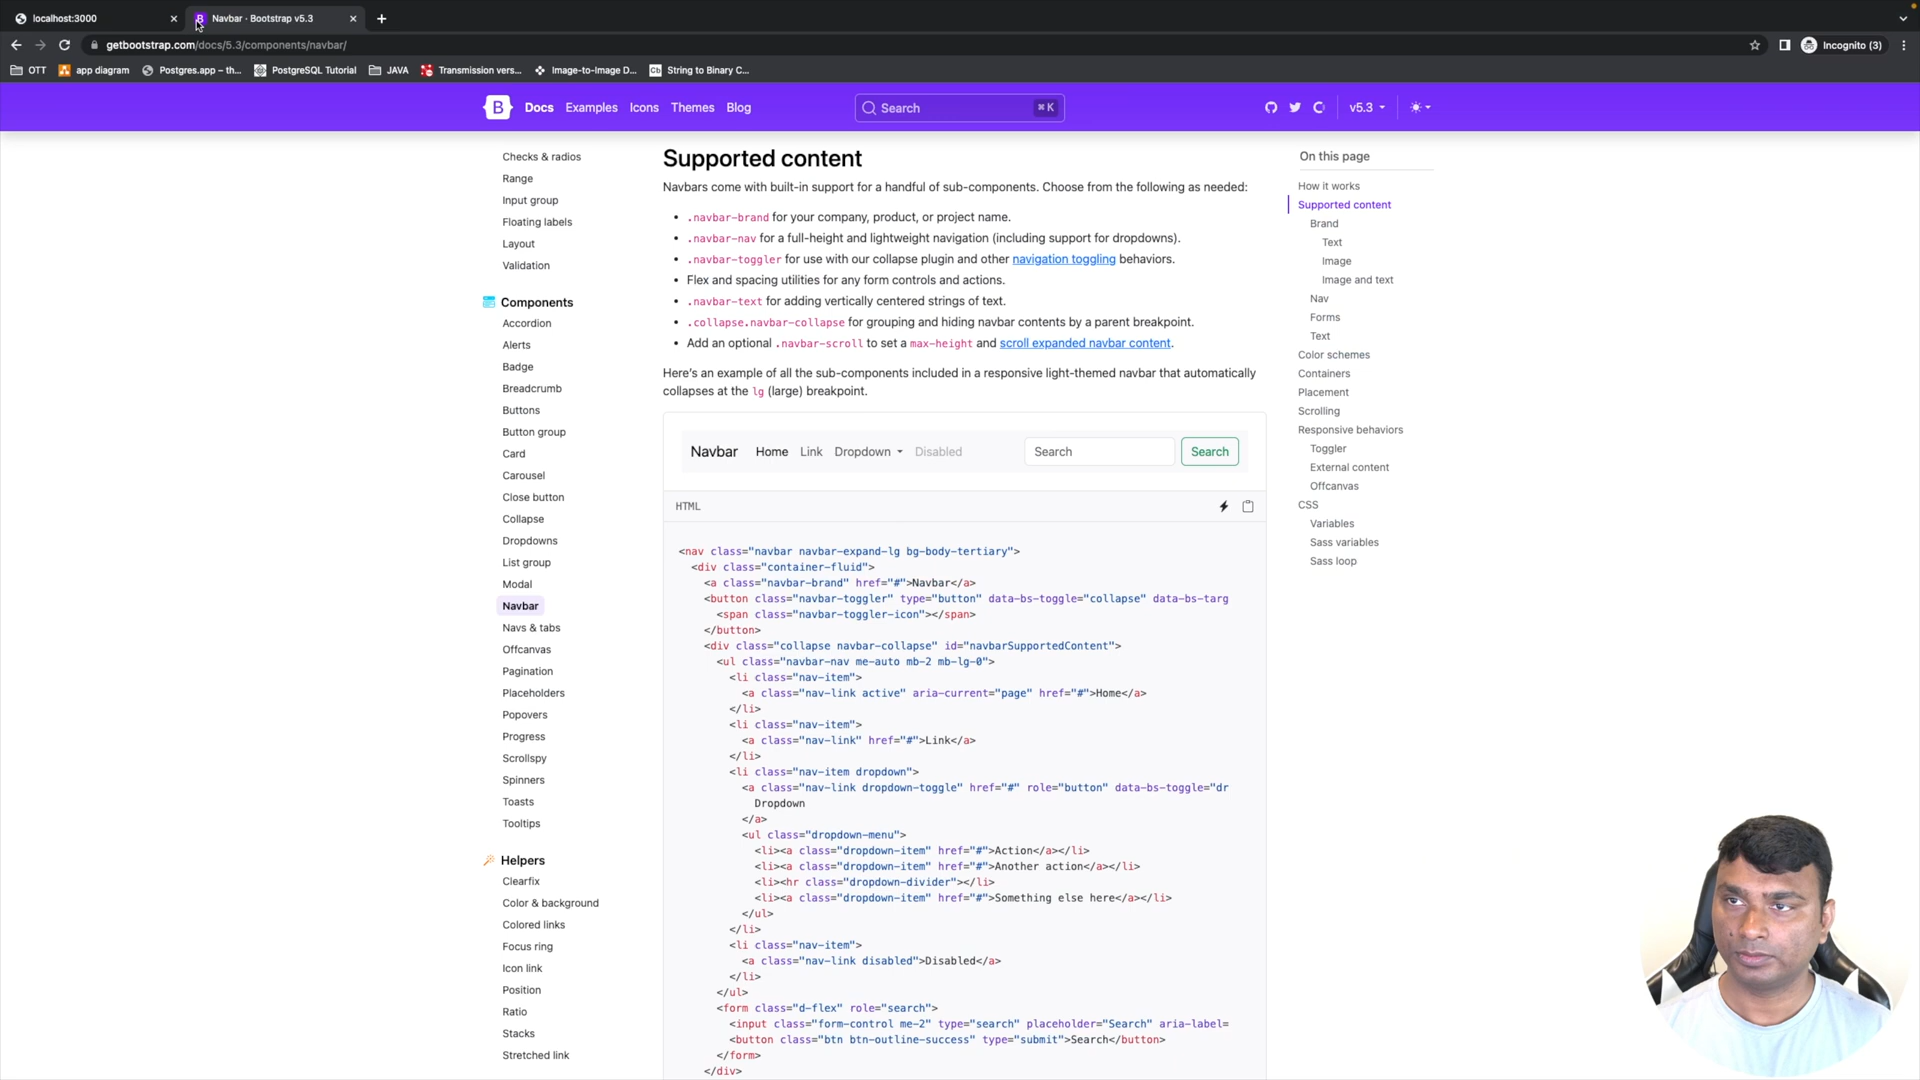 localhost:3000
Navbar · Bootstrap v5.3
getbootstrap.com/docs/5.3/components/navbar/
Incognito (3)
OTT
app diagram
Postgres.app – th...
PostgreSQL Tutorial
JAVA
Transmission vers...
Image-to-Image D...
Cb String to Binary C...
B Docs Examples Icons Themes Blog
Search ⌘K
v5.3
Checks & radios
Range
Input group
Floating labels
Layout
Validation
Components
Accordion
Alerts
Badge
Breadcrumb
Buttons
Button group
Card
Carousel
Close button
Collapse
Dropdowns
List group
Modal
Navbar
Navs & tabs
Offcanvas
Pagination
Placeholders
Popovers
Progress
Scrollspy
Spinners
Toasts
Tooltips
Helpers
Clearfix
Color & background
Colored links
Focus ring
Icon link
Position
Ratio
Stacks
Stretched link
Supported content
Navbars come with built-in support for a handful of sub-components. Choose from the following as needed:
• .navbar-brand for your company, product, or project name.
• .navbar-nav for a full-height and lightweight navigation (including support for dropdowns).
• .navbar-toggler for use with our collapse plugin and other navigation toggling behaviors.
• Flex and spacing utilities for any form controls and actions.
• .navbar-text for adding vertically centered strings of text.
• .collapse.navbar-collapse for grouping and hiding navbar contents by a parent breakpoint.
• Add an optional .navbar-scroll to set a max-height and scroll expanded navbar content.
Here's an example of all the sub-components included in a responsive light-themed navbar that automatically
collapses at the lg (large) breakpoint.
Navbar Home Link Dropdown Disabled Search Search
HTML
<nav class="navbar navbar-expand-lg bg-body-tertiary">
<div class="container-fluid">
<a class="navbar-brand" href="#">Navbar</a>
<button class="navbar-toggler" type="button" data-bs-toggle="collapse" data-bs-targ
<span class="navbar-toggler-icon"></span>
</button>
<div class="collapse navbar-collapse" id="navbarSupportedContent">
<ul class="navbar-nav me-auto mb-2 mb-lg-0">
<li class="nav-item">
<a class="nav-link active" aria-current="page" href="#">Home</a>
</li>
<li class="nav-item">
<a class="nav-link" href="#">Link</a>
</li>
<li class="nav-item dropdown">
<a class="nav-link dropdown-toggle" href="#" role="button" data-bs-toggle="dr
Dropdown
</a>
<ul class="dropdown-menu">
<li><a class="dropdown-item" href="#">Action</a></li>
<li><a class="dropdown-item" href="#">Another action</a></li>
<li><hr class="dropdown-divider"></li>
<li><a class="dropdown-item" href="#">Something else here</a></li>
</ul>
</li>
<li class="nav-item">
<a class="nav-link disabled">Disabled</a>
</li>
</ul>
<form class="d-flex" role="search">
<input class="form-control me-2" type="search" placeholder="Search" aria-label=
<button class="btn btn-outline-success" type="submit">Search</button>
</form>
</div>
On this page
How it works
Supported content
Brand
Text
Image
Image and text
Nav
Forms
Text
Color schemes
Containers
Placement
Scrolling
Responsive behaviors
Toggler
External content
Offcanvas
CSS
Variables
Sass variables
Sass loop